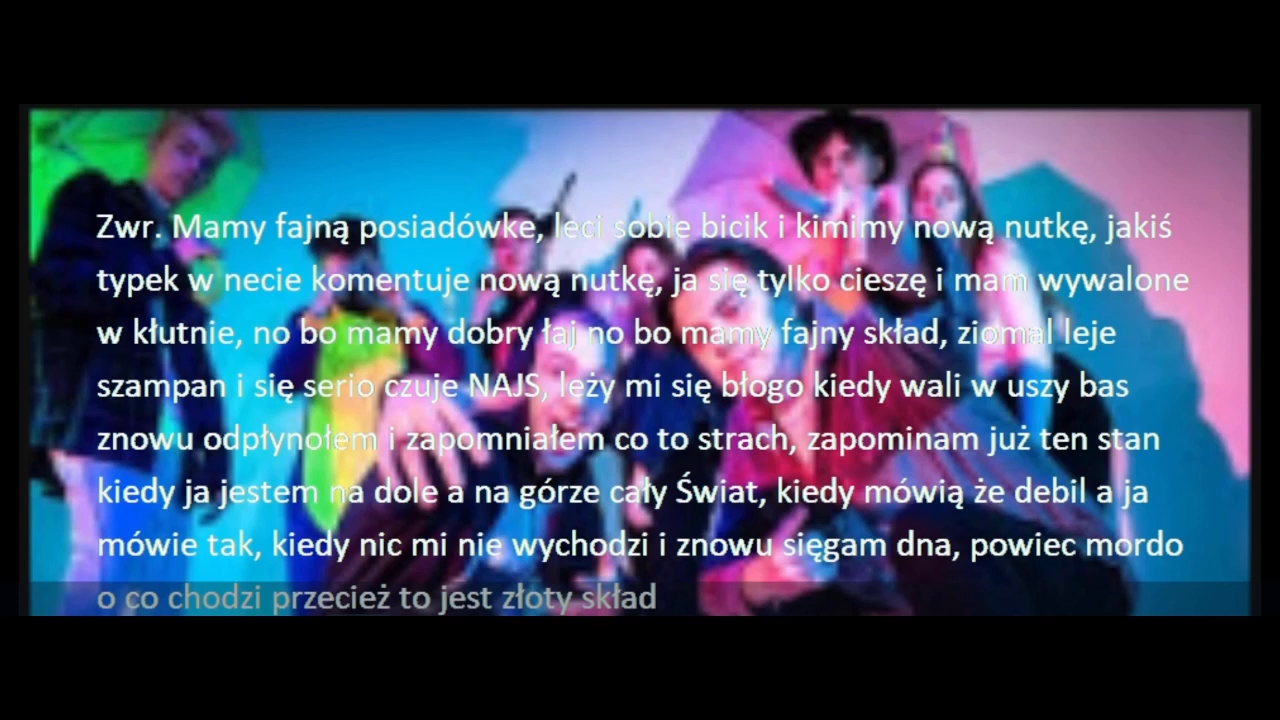 Zwr. Mamy fajną posiadówke, leci sobie bicik i kimimy nową nutkę, jakiś
typek w necie komentuje nową nutkę, ja się tylko cieszę i mam wywalone
w kłutnie, no bo mamy dobry łaj no bo mamy fajny skład, ziomal leje
szampan i się serio czuje NAJS, leży mi się błogo kiedy wali w uszy bas
znowu odpłynołem i zapomniałem co to strach, zapominam już ten stan
kiedy ja jestem na dole a na górze cały Świat, kiedy mówią że debil a ja
mówie tak, kiedy nic mi nie wychodzi i znowu sięgam dna, powiec mordo
o co chodzi przecież to jest złoty skład